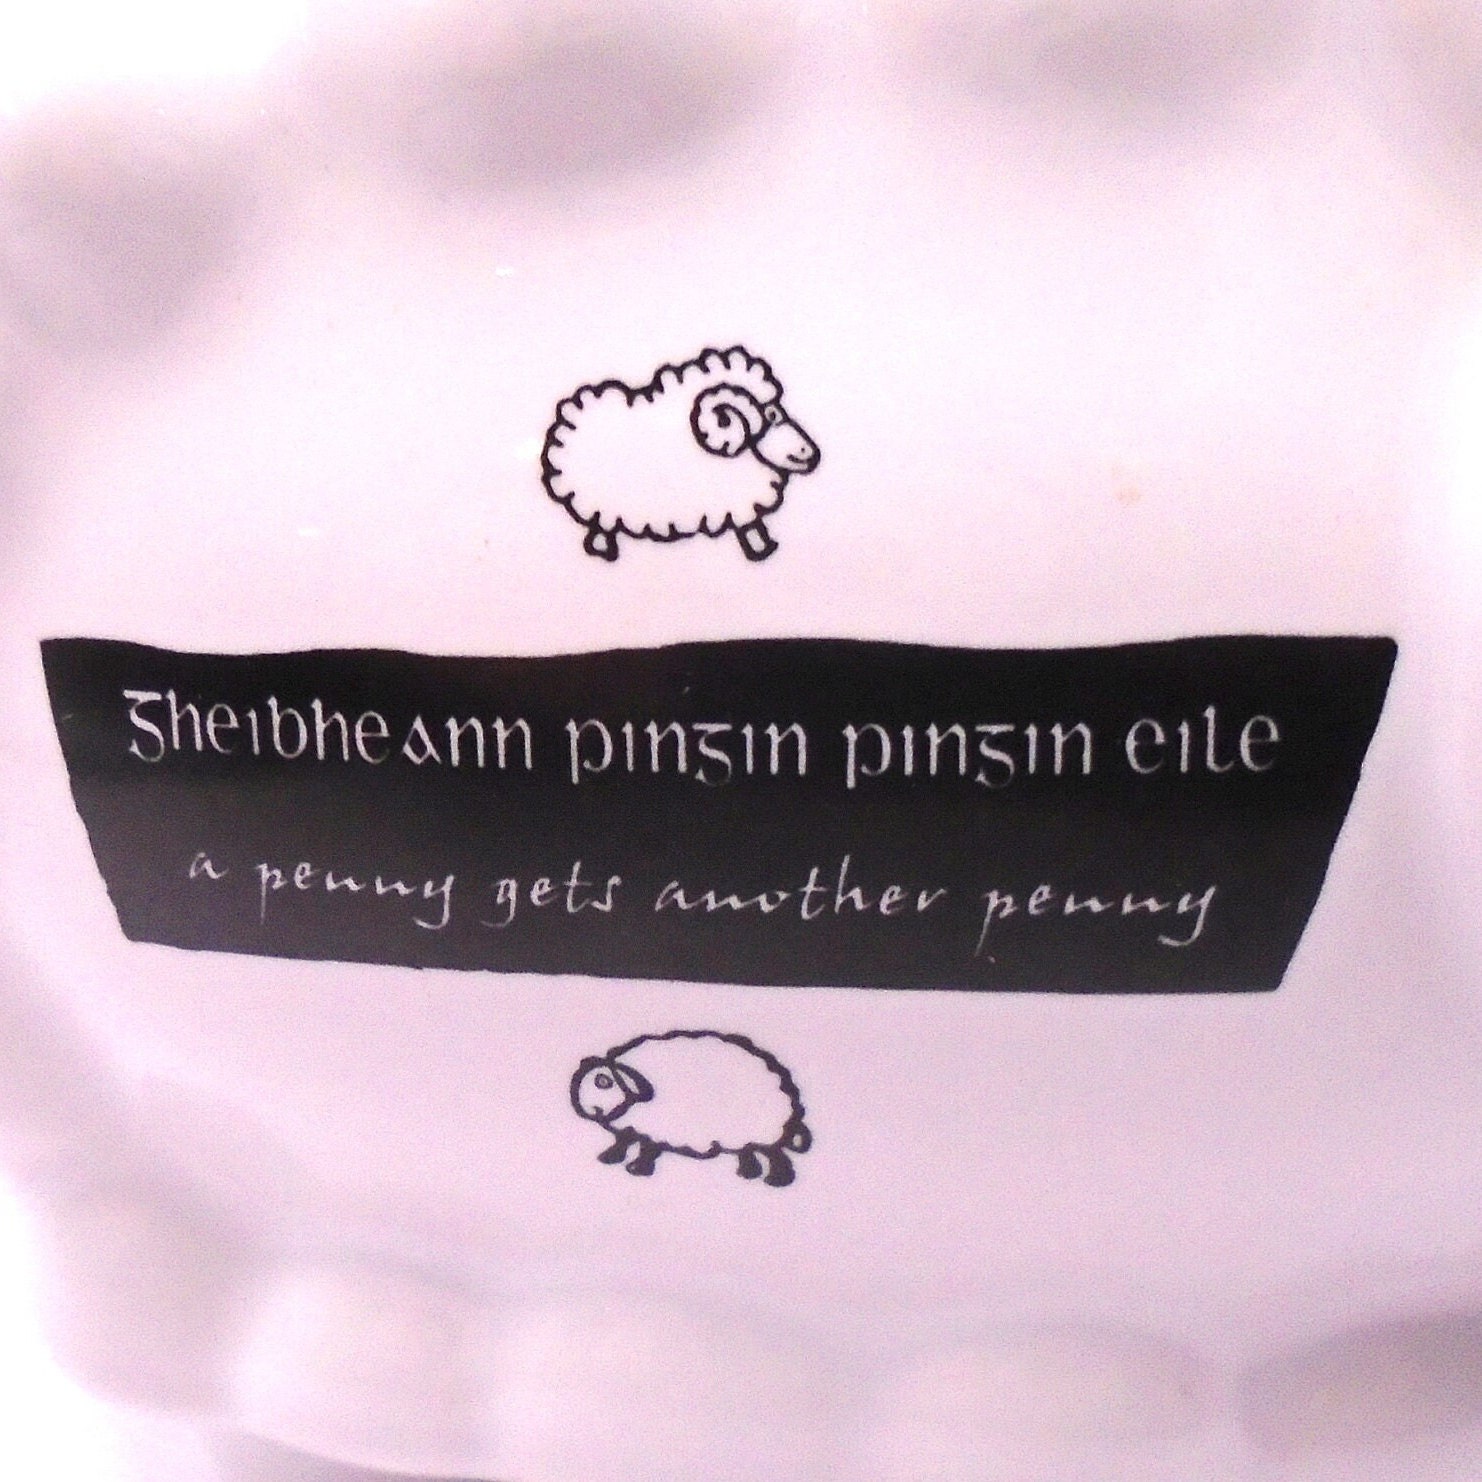 Gheibheann pingin pingin eile
a penny gets another penny